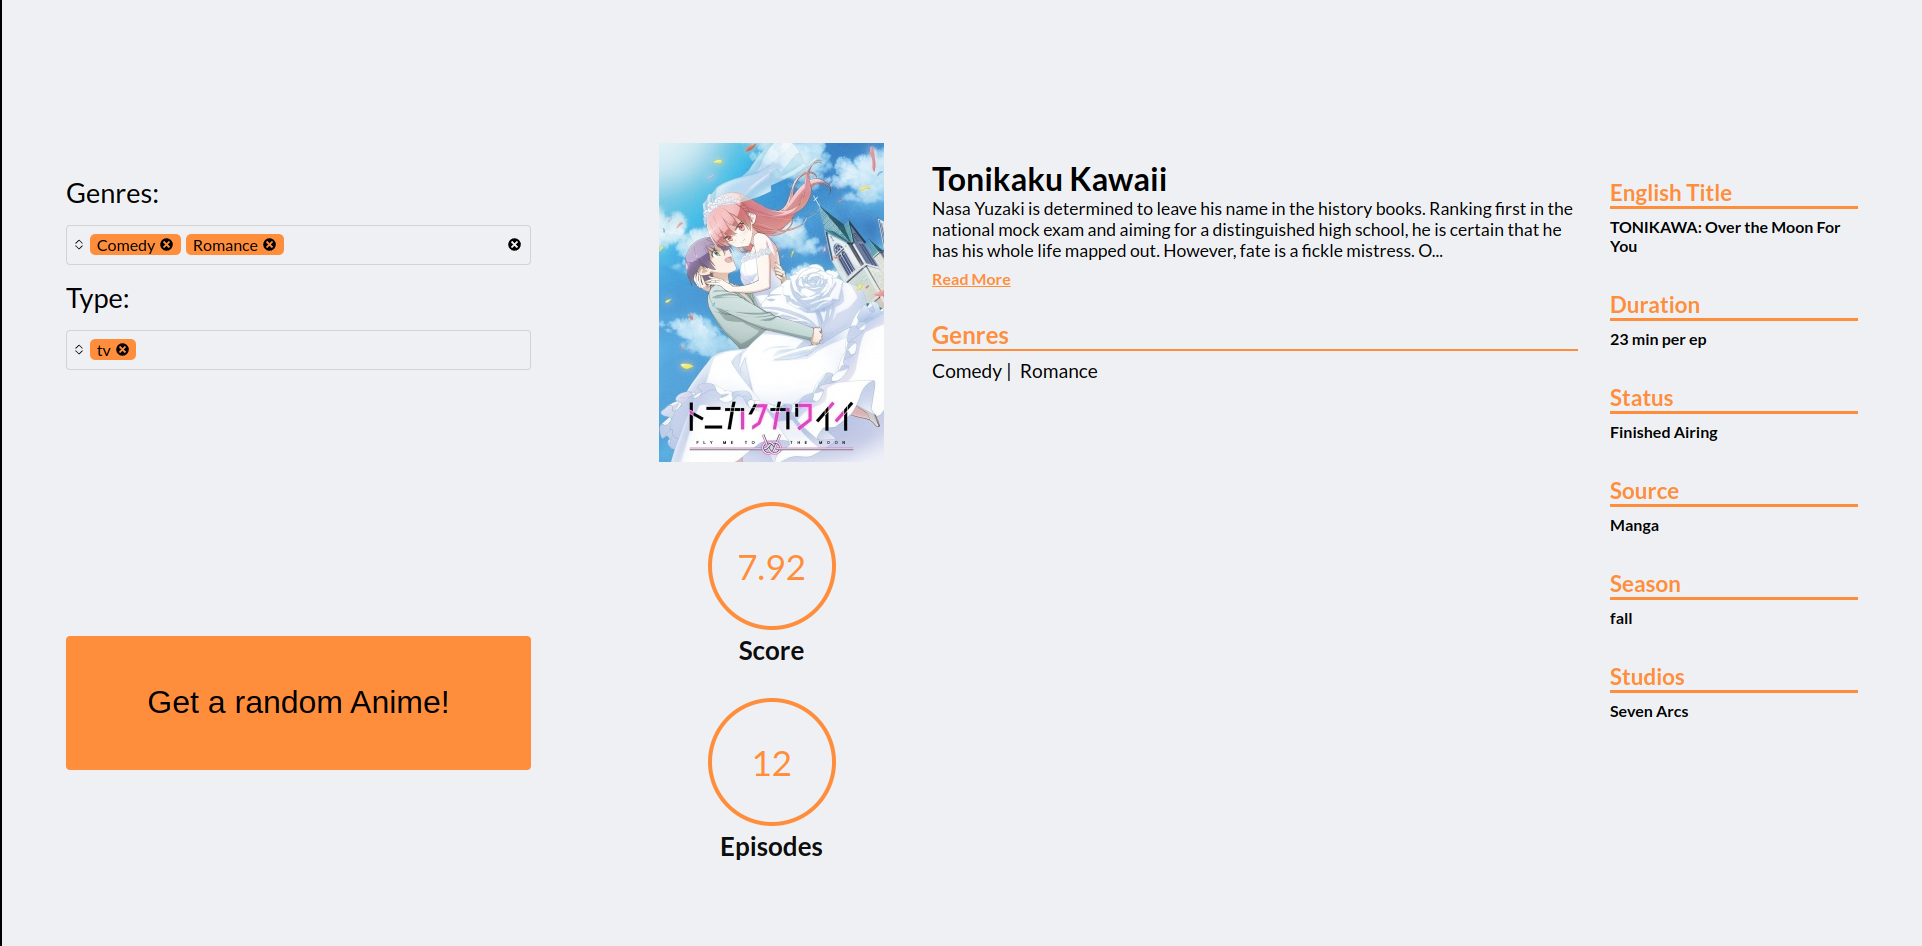 Genres:
Comedy Romance
Type:
tv
Get a random Anime!
トニカクカワイイ
FLY ME TO THE MOON
7.92
Score
12
Episodes
Tonikaku Kawaii
Nasa Yuzaki is determined to leave his name in the history books. Ranking first in the
national mock exam and aiming for a distinguished high school, he is certain that he
has his whole life mapped out. However, fate is a fickle mistress. O...
Read More
Genres
Comedy | Romance
English Title
TONIKAWA: Over the Moon For
You
Duration
23 min per ep
Status
Finished Airing
Source
Manga
Season
fall
Studios
Seven Arcs